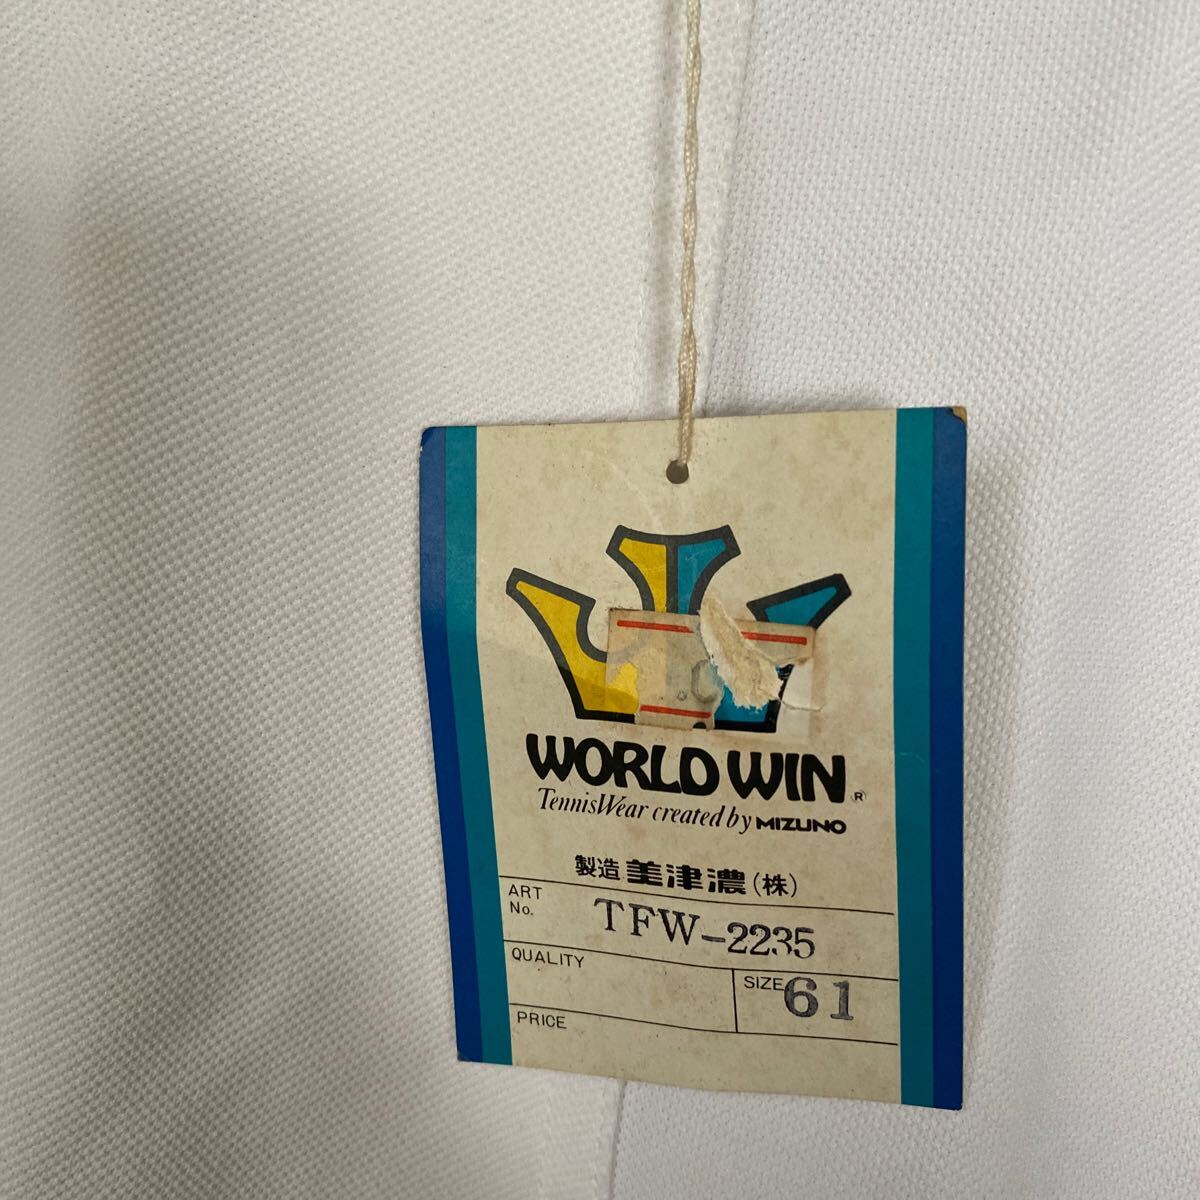 WORLD WIN ®
TennisWear created by MIZUNO
製造 美津濃(株)
ART No. TFW-2235
QUALITY
SIZE 61
PRICE